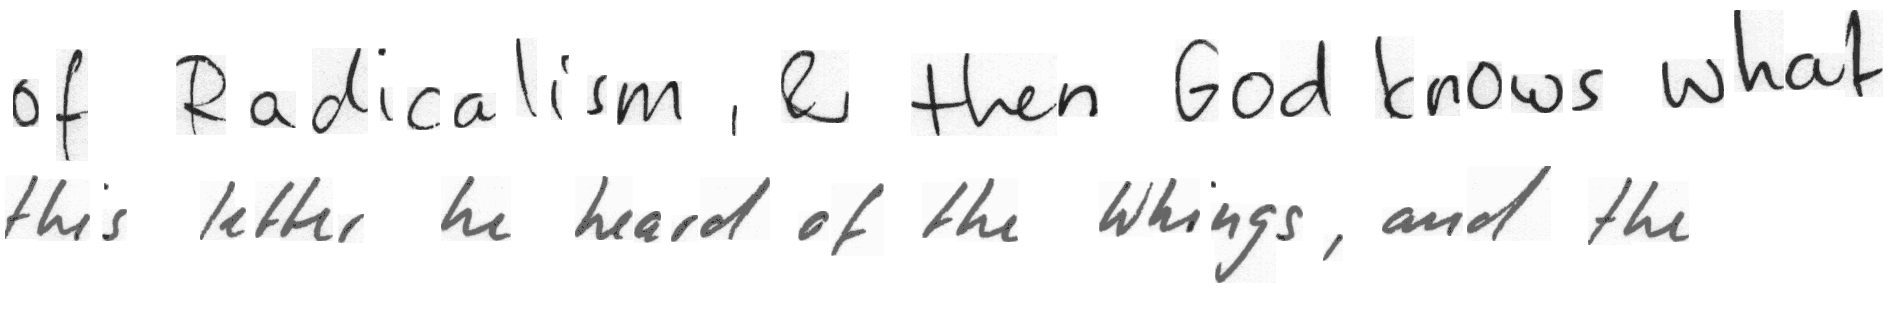 of Radicalism, & then God knows what
this letter he heard of the Whings, and the